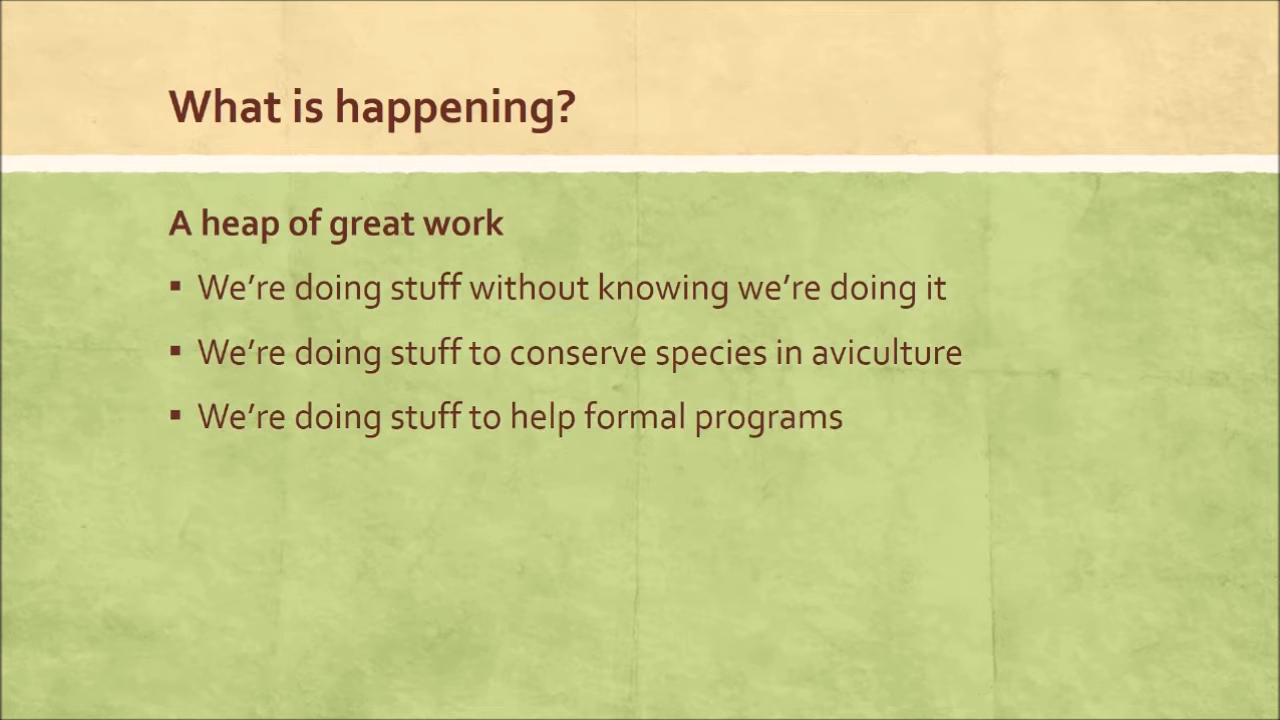 What is happening?
A heap of great work
▪ We’re doing stuff without knowing we’re doing it
▪ We’re doing stuff to conserve species in aviculture
▪ We’re doing stuff to help formal programs